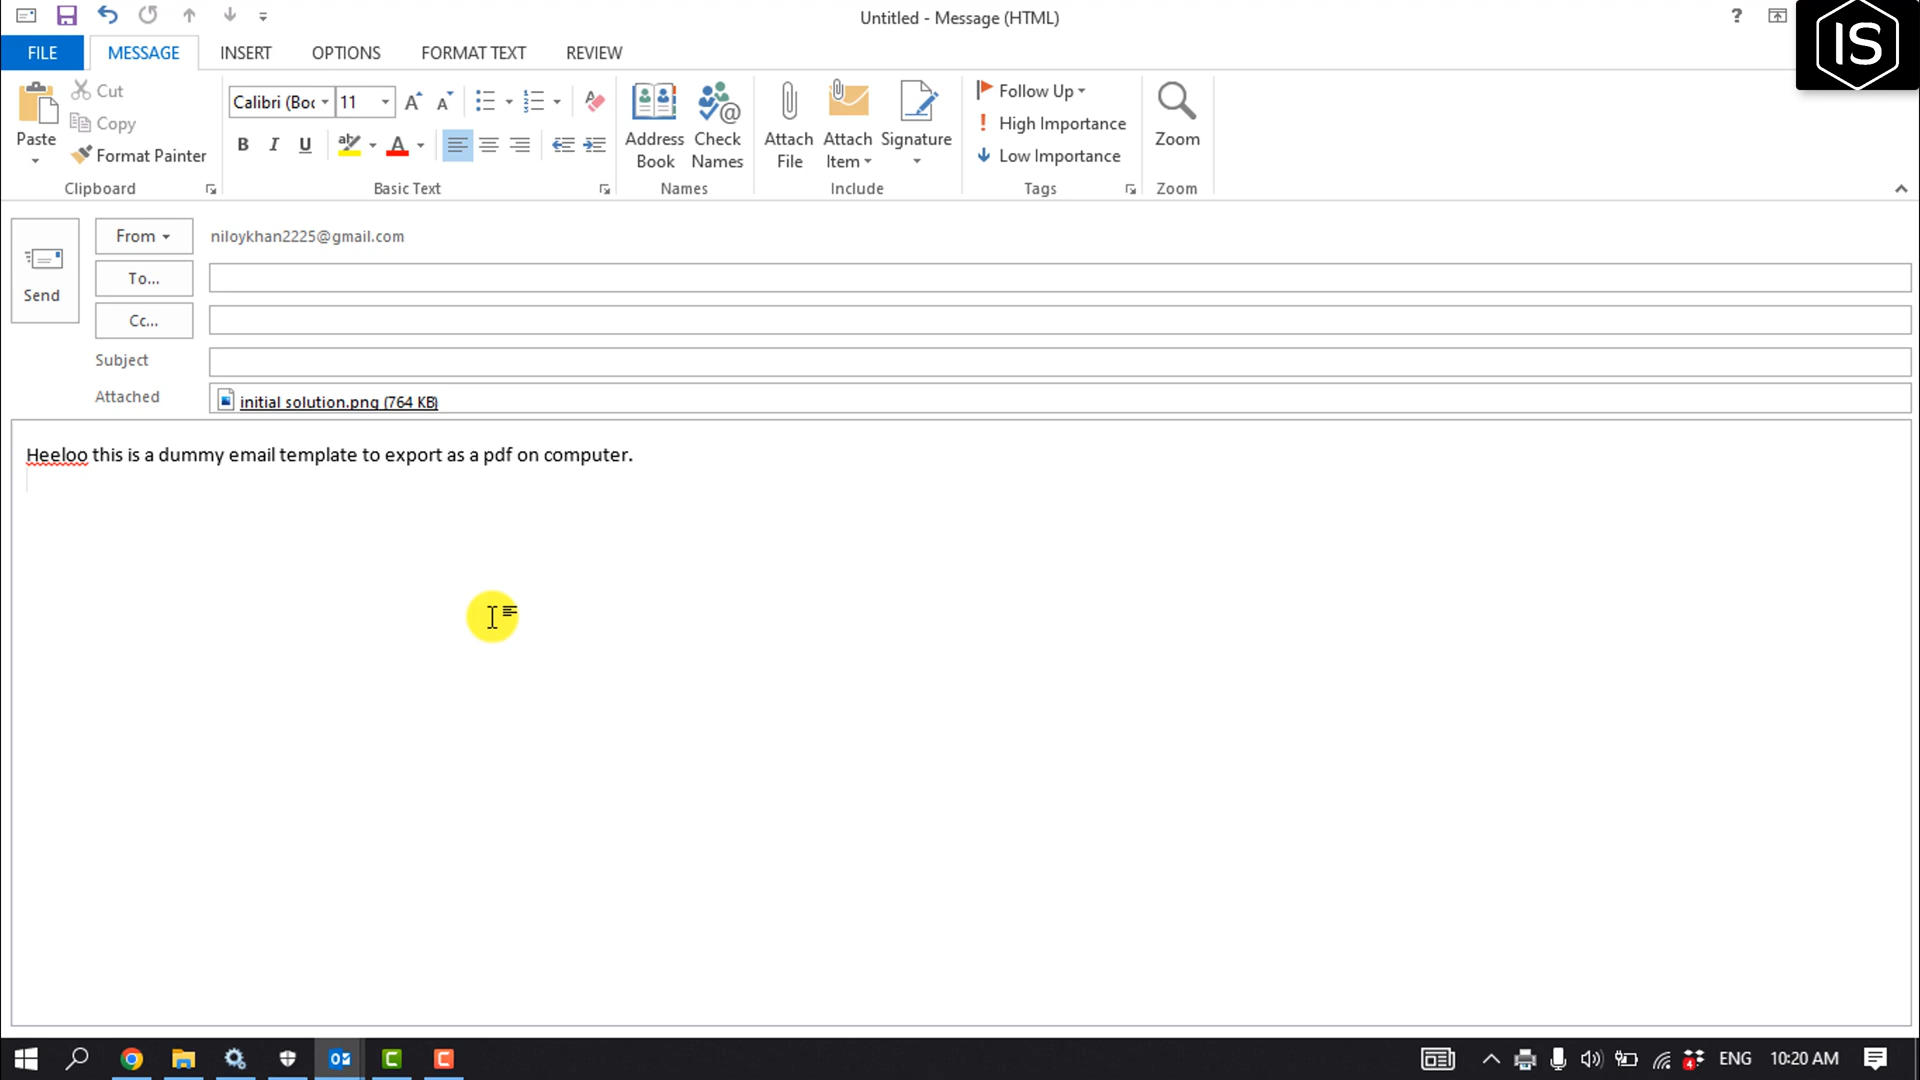 Untitled - Message (HTML)
?
IS
FILE MESSAGE INSERT OPTIONS FORMAT TEXT REVIEW
Paste
Cut
Copy
Format Painter
Clipboard
Calibri (Boc 11
B I U
Basic Text
Address Book
Check Names
Names
Attach File
Attach Item
Signature
Include
Follow Up
High Importance
Low Importance
Tags
Zoom
Zoom
Send
From niloykhan2225@gmail.com
To...
Cc...
Subject
Attached initial solution.png (764 KB)
Heeloo this is a dummy email template to export as a pdf on computer.
4 ENG 10:20 AM